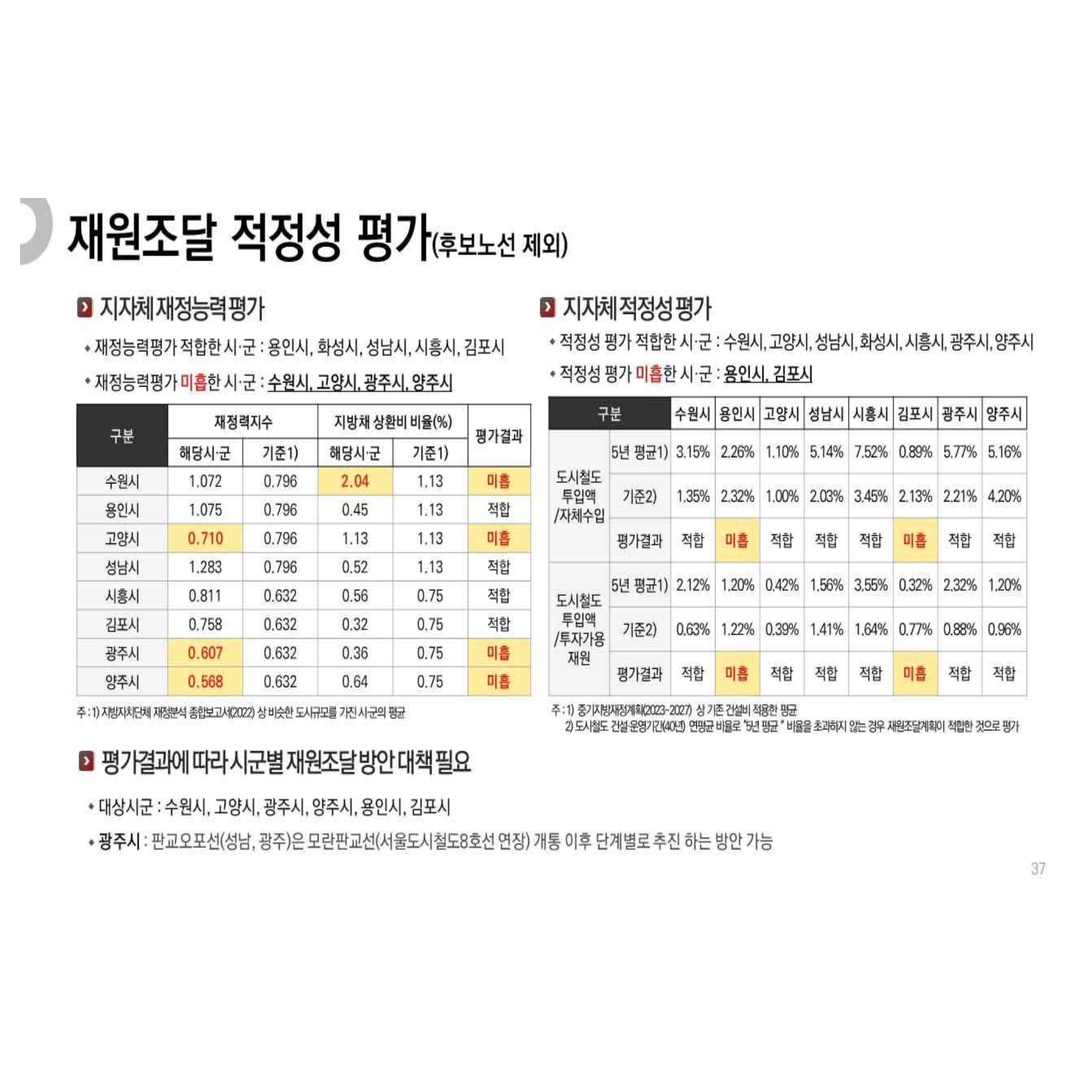 재원조달 적정성 평가(후보노선 제외)
지자체 재정능력 평가
재정능력평가 적합한 시·군 : 용인시, 화성시, 성남시, 시흥시, 김포시
재정능력평가 미흡한 시·군 : 수원시, 고양시, 광주시, 양주시
구분 재정력지수 지방채 상환비 비율(%) 평가결과
해당시·군 기준1) 해당시·군 기준1)
수원시 1.072 0.796 2.04 1.13 미흡
용인시 1.075 0.796 0.45 1.13 적합
고양시 0.710 0.796 1.13 1.13 미흡
성남시 1.283 0.796 0.52 1.13 적합
시흥시 0.811 0.632 0.56 0.75 적합
김포시 0.758 0.632 0.32 0.75 적합
광주시 0.607 0.632 0.36 0.75 미흡
양주시 0.568 0.632 0.64 0.75 미흡
주 : 1) 지방자치단체 재정분석 종합보고서(2022) 상 비슷한 도시규모를 가진 시·군의 평균
지자체 적정성 평가
적정성 평가 적합한 시·군 : 수원시, 고양시, 성남시, 화성시, 시흥시, 광주시, 양주시
적정성 평가 미흡한 시·군 : 용인시, 김포시
구분 수원시 용인시 고양시 성남시 시흥시 김포시 광주시 양주시
도시철도
투입액
/자체수입
5년 평균1) 3.15% 2.26% 1.10% 5.14% 7.52% 0.89% 5.77% 5.16%
기준2) 1.35% 2.32% 1.00% 2.03% 3.45% 2.13% 2.21% 4.20%
평가결과 적합 미흡 적합 적합 적합 미흡 적합 적합
도시철도
투입액
/투자가용
재원
5년 평균1) 2.12% 1.20% 0.42% 1.56% 3.55% 0.32% 2.32% 1.20%
기준2) 0.63% 1.22% 0.39% 1.41% 1.64% 0.77% 0.88% 0.96%
평가결과 적합 미흡 적합 적합 적합 미흡 적합 적합
주 : 1) 중기지방재정계획(2023~2027) 상 기존 건설비 적용한 평균
2) 도시철도 건설·운영기간(40년) 연평균 비율로 "5년 평균" 비율을 초과하지 않는 경우 재원조달계획이 적합한 것으로 평가
평가결과에 따라 시군별 재원조달 방안 대책 필요
대상시군 : 수원시, 고양시, 광주시, 양주시, 용인시, 김포시
광주시 : 판교오포선(성남, 광주)은 모란판교선(서울도시철도8호선 연장) 개통 이후 단계별로 추진 하는 방안 가능
37